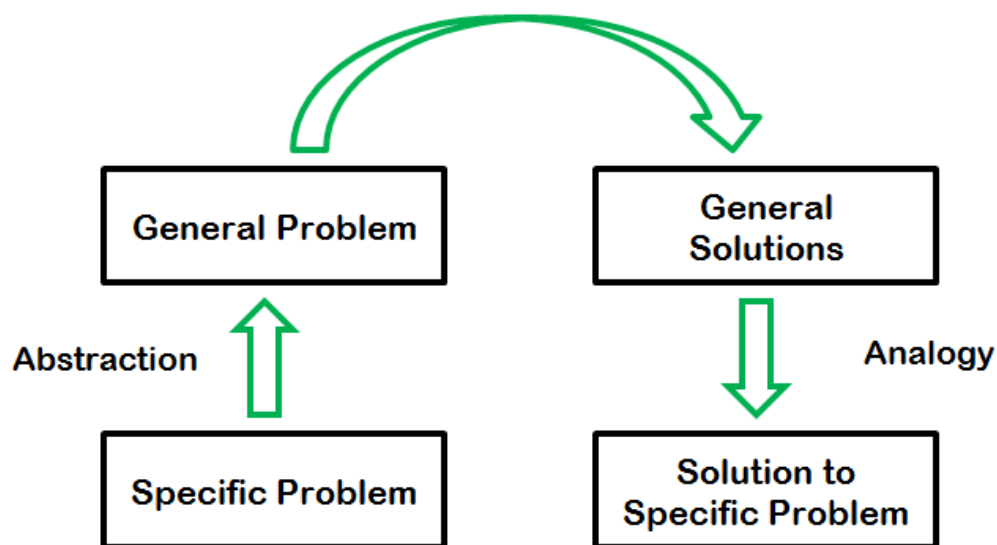 General Problem
General
Solutions
Abstraction
Analogy
Specific Problem
Solution to
Specific Problem